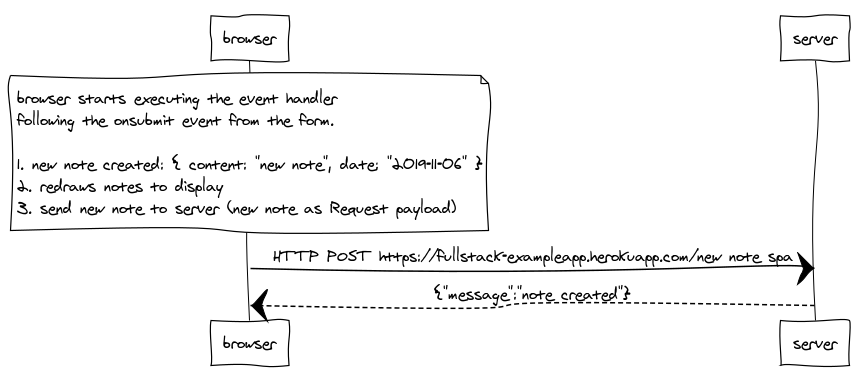 browser
server
browser starts executing the event handler
following the onsubmit event from the form.
1. new note created: { content: "new note", date: "2019-11-06" }
2. redraws notes to display
3. send new note to server (new note as Request payload)
HTTP POST https://fullstack-exampleapp.herokuapp.com/new note spa
{"message":"note created"}
browser
server